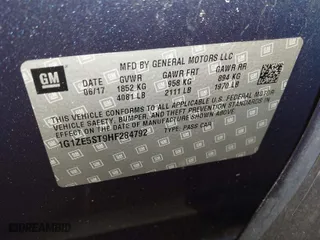 GM
MFD BY GENERAL MOTORS LLC
DATE GVWR GAWR FRT GAWR RR
06/17 1852 KG 958 KG 894 KG
4081 LB 2111 LB 1970 LB
THIS VEHICLE CONFORMS TO ALL APPLICABLE U.S. FEDERAL MOTOR
VEHICLE SAFETY, BUMPER, AND THEFT PREVENTION STANDARDS
IN EFFECT ON THE DATE OF MANUFACTURE SHOWN ABOVE.
1G1ZE5ST9HF284792 TYPE: PASS CAR
DREAMBID